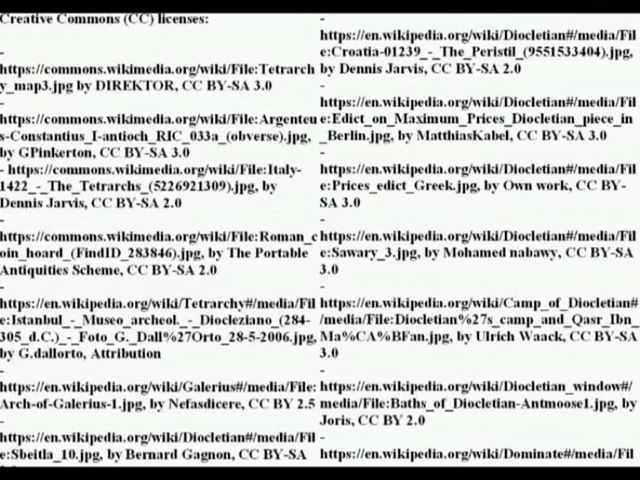 Creative Commons (CC) licenses:
-
https://commons.wikimedia.org/wiki/File:Tetrarch
y_map3.jpg by DIREKTOR, CC BY-SA 3.0
-
https://commons.wikimedia.org/wiki/File:Argenteu
s-Constantius_I-antioch_RIC_033a_(obverse).jpg,
by GPinkerton, CC BY-SA 3.0
- https://commons.wikimedia.org/wiki/File:Italy-
1422_-_The_Tetrarchs_(5226921309).jpg, by
Dennis Jarvis, CC BY-SA 2.0
-
https://commons.wikimedia.org/wiki/File:Roman_c
oin_hoard_(FindID_283846).jpg, by The Portable
Antiquities Scheme, CC BY-SA 2.0
-
https://en.wikipedia.org/wiki/Tetrarchy#/media/Fil
e:Istanbul_-_Museo_archeol._-_Diocleziano_(284-
305_d.C.)_-_Foto_G._Dall%27Orto_28-5-2006.jpg,
by G.dallorto, Attribution
-
https://en.wikipedia.org/wiki/Galerius#/media/File:
Arch-of-Galerius-1.jpg, by Nefasdicere, CC BY 2.5
-
https://en.wikipedia.org/wiki/Diocletian#/media/Fil
e:Sbeitla_10.jpg, by Bernard Gagnon, CC BY-SA
-
https://en.wikipedia.org/wiki/Diocletian#/media/Fil
e:Croatia-01239_-_The_Peristil_(9551533404).jpg,
by Dennis Jarvis, CC BY-SA 2.0
-
https://en.wikipedia.org/wiki/Diocletian#/media/Fil
e:Edict_on_Maximum_Prices_Diocletian_piece_in
_Berlin.jpg, by MatthiasKabel, CC BY-SA 3.0
-
https://en.wikipedia.org/wiki/Diocletian#/media/Fil
e:Prices_edict_Greek.jpg, by Own work, CC BY-
SA 3.0
-
https://en.wikipedia.org/wiki/Diocletian#/media/Fil
e:Sawary_3.jpg, by Mohamed nabawy, CC BY-SA
3.0
-
https://en.wikipedia.org/wiki/Camp_of_Diocletian#
/media/File:Diocletian%27s_camp_and_Qasr_Ibn_
Ma%CA%BFan.jpg, by Ulrich Waack, CC BY-SA
3.0
-
https://en.wikipedia.org/wiki/Diocletian_window#/
media/File:Baths_of_Diocletian-Antmoose1.jpg, by
Joris, CC BY 2.0
-
https://en.wikipedia.org/wiki/Dominate#/media/Fil